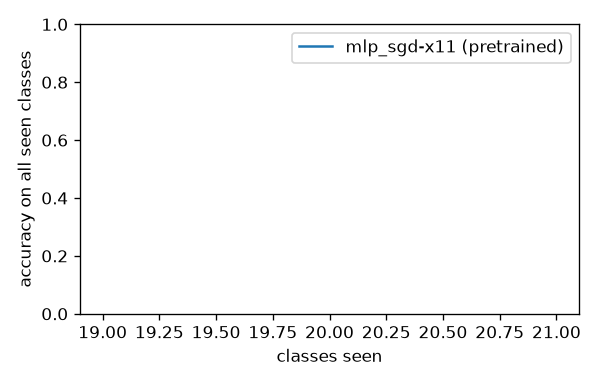 1.0
mlp_sgd-x11 (pretrained)
0.8
0.6
0.4
0.2
0.0
accuracy on all seen classes
19.00 19.25 19.50 19.75 20.00 20.25 20.50 20.75 21.00
classes seen